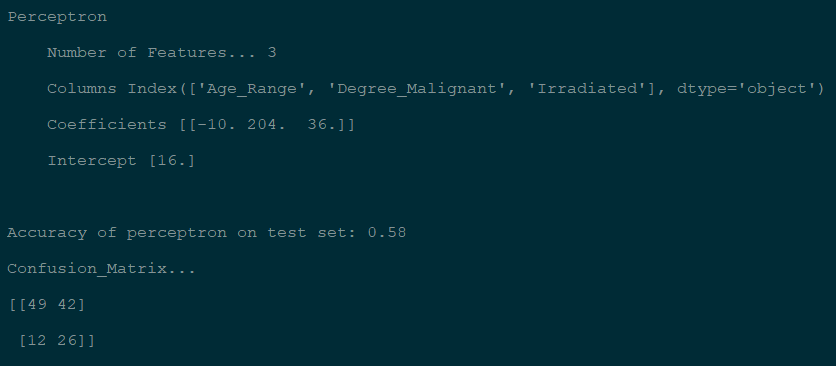 Perceptron
Number of Features... 3
Columns Index(['Age_Range', 'Degree_Malignant', 'Irradiated'], dtype='object')
Coefficients [[-10. 204.  36.]]
Intercept [16.]
Accuracy of perceptron on test set: 0.58
Confusion_Matrix...
[[49 42]
[12 26]]